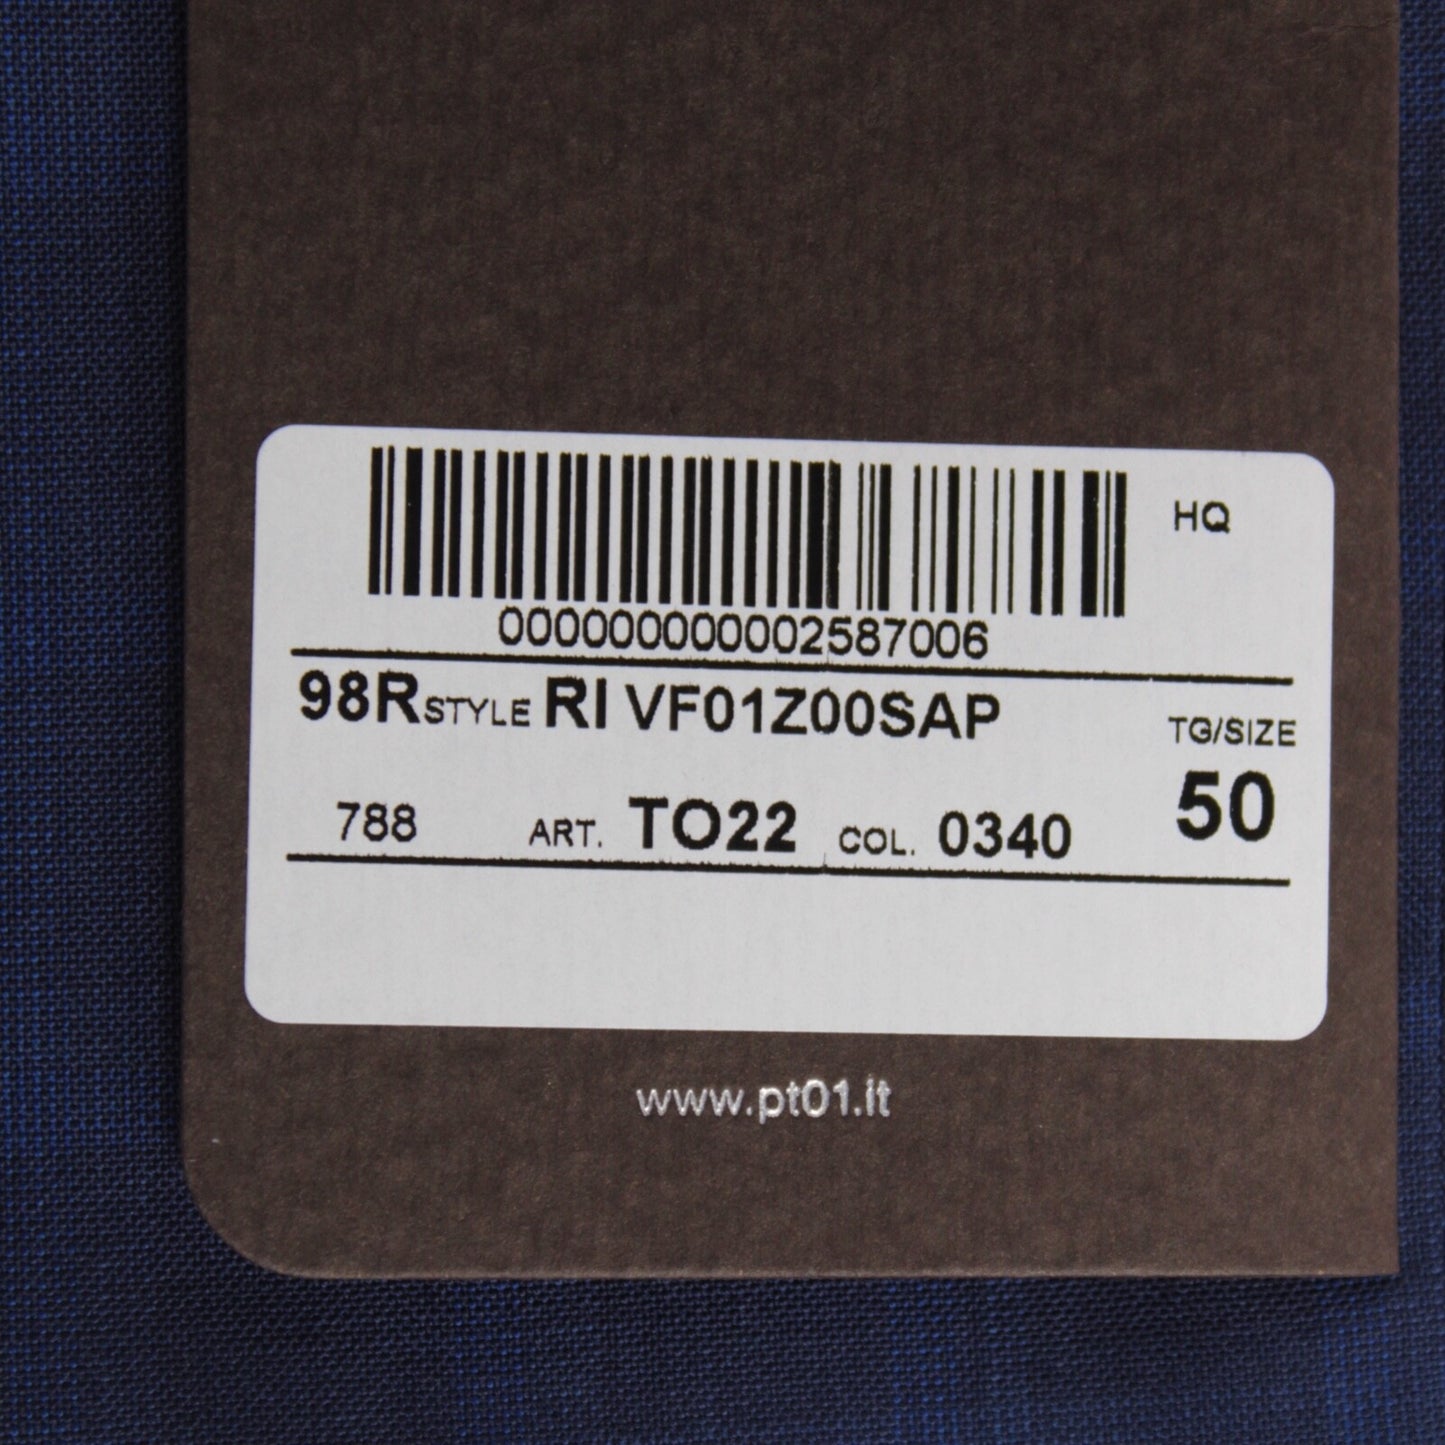 HQ
000000000002587006
98R STYLE RI VF01Z00SAP
TG/SIZE
50
788 ART. TO22 COL. 0340
www.pt01.it